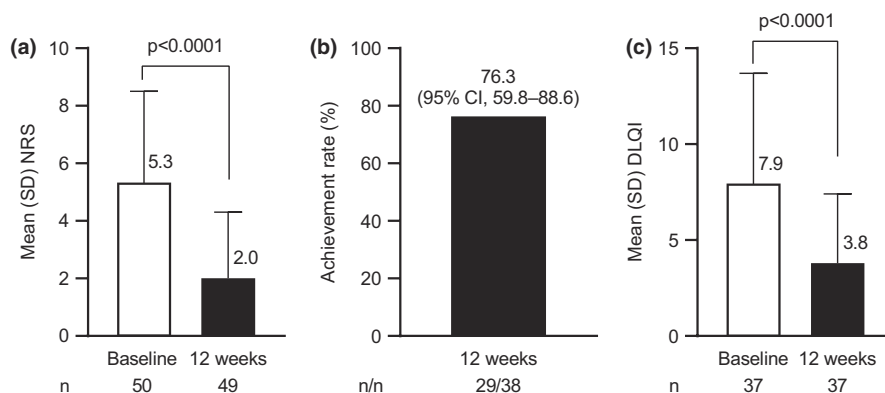 (a)
p<0.0001
Mean (SD) NRS
10
8
6
4
2
0
5.3
2.0
Baseline 12 weeks
n 50 49
(b)
Achievement rate (%)
100
80
60
40
20
0
76.3
(95% CI, 59.8–88.6)
12 weeks
n/n 29/38
(c)
p<0.0001
Mean (SD) DLQI
15
10
5
0
7.9
3.8
Baseline 12 weeks
n 37 37